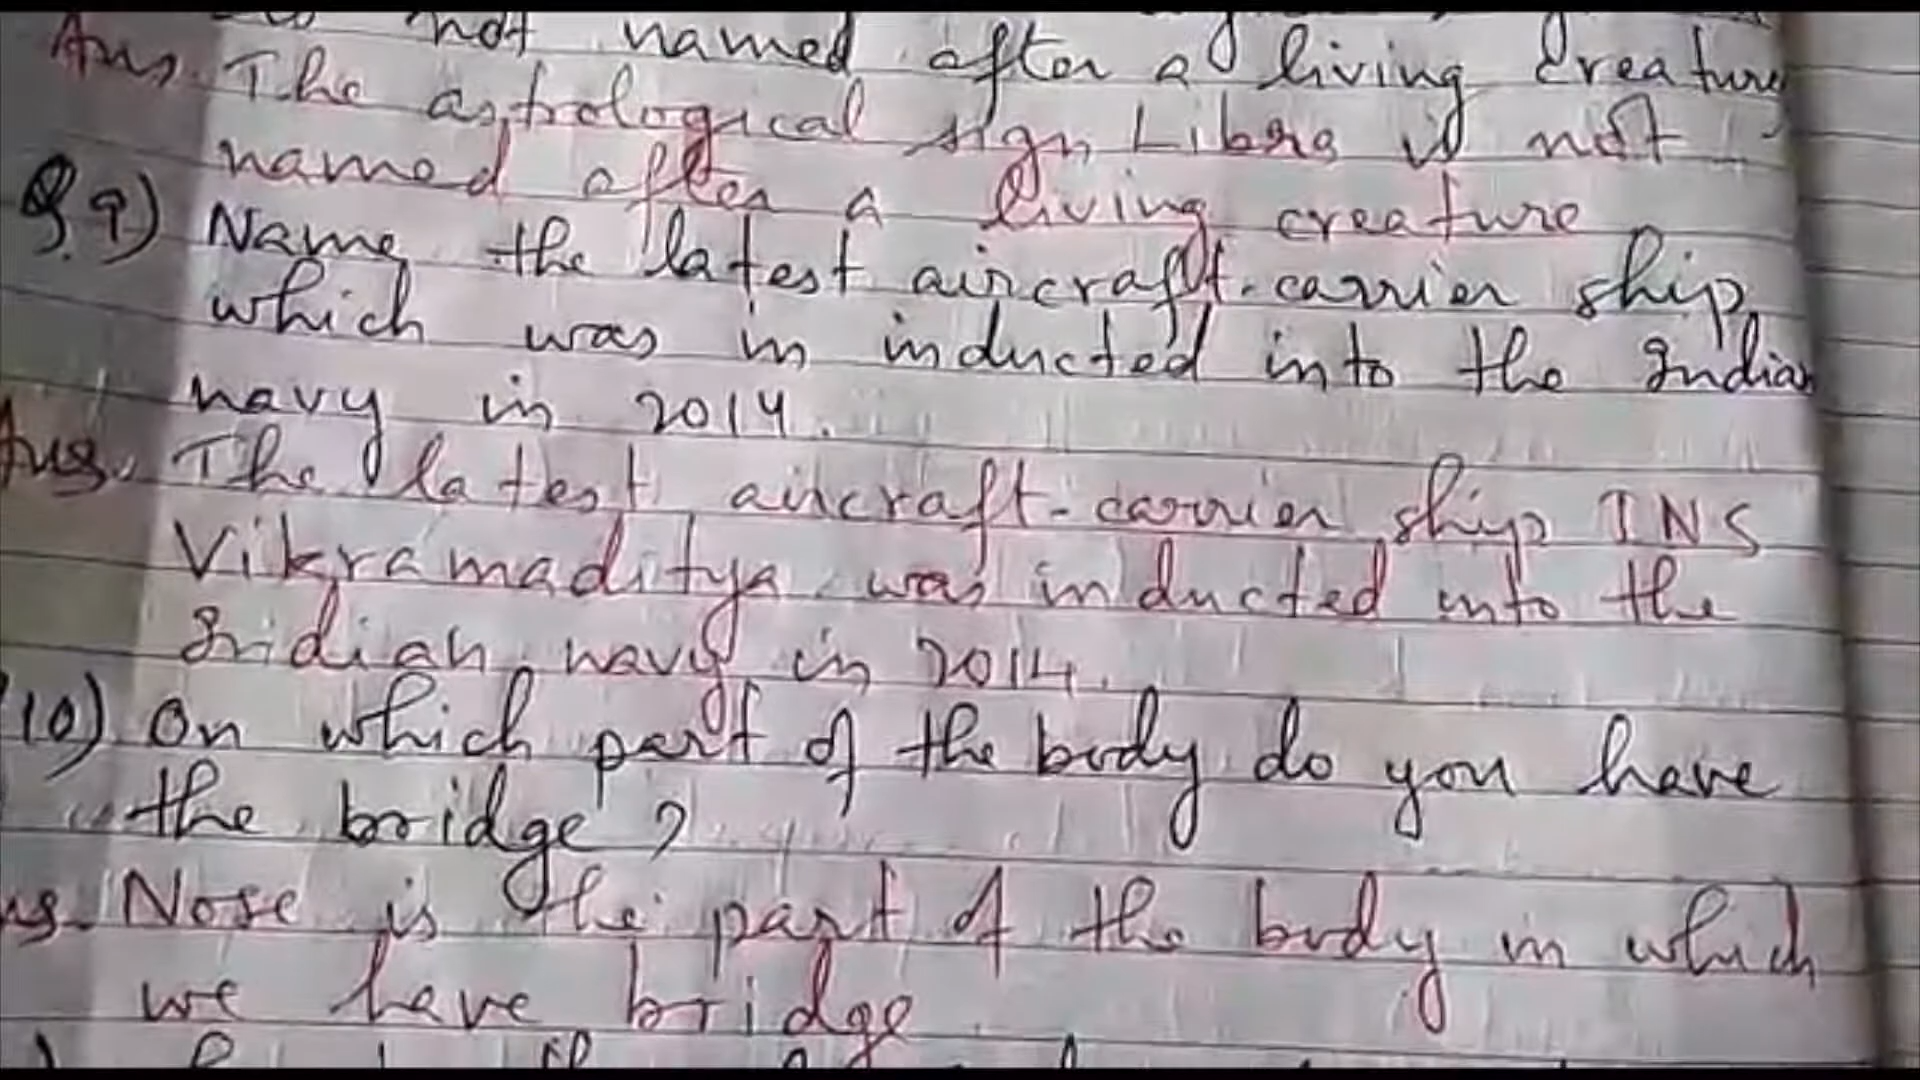 not named after a living creature
Ans. The astrological sign Libra is not
named after a living creature
Q.9) Name the latest aircraft-carrier ship
which was in inducted into the Indian
navy in 2014.
Ans. The latest aircraft-carrier ship INS
Vikramaditya was inducted into the
Indian navy in 2014.
10) On which part of the body do you have
the bridge?
ns. Nose is the part of the body in which
we have bridge.